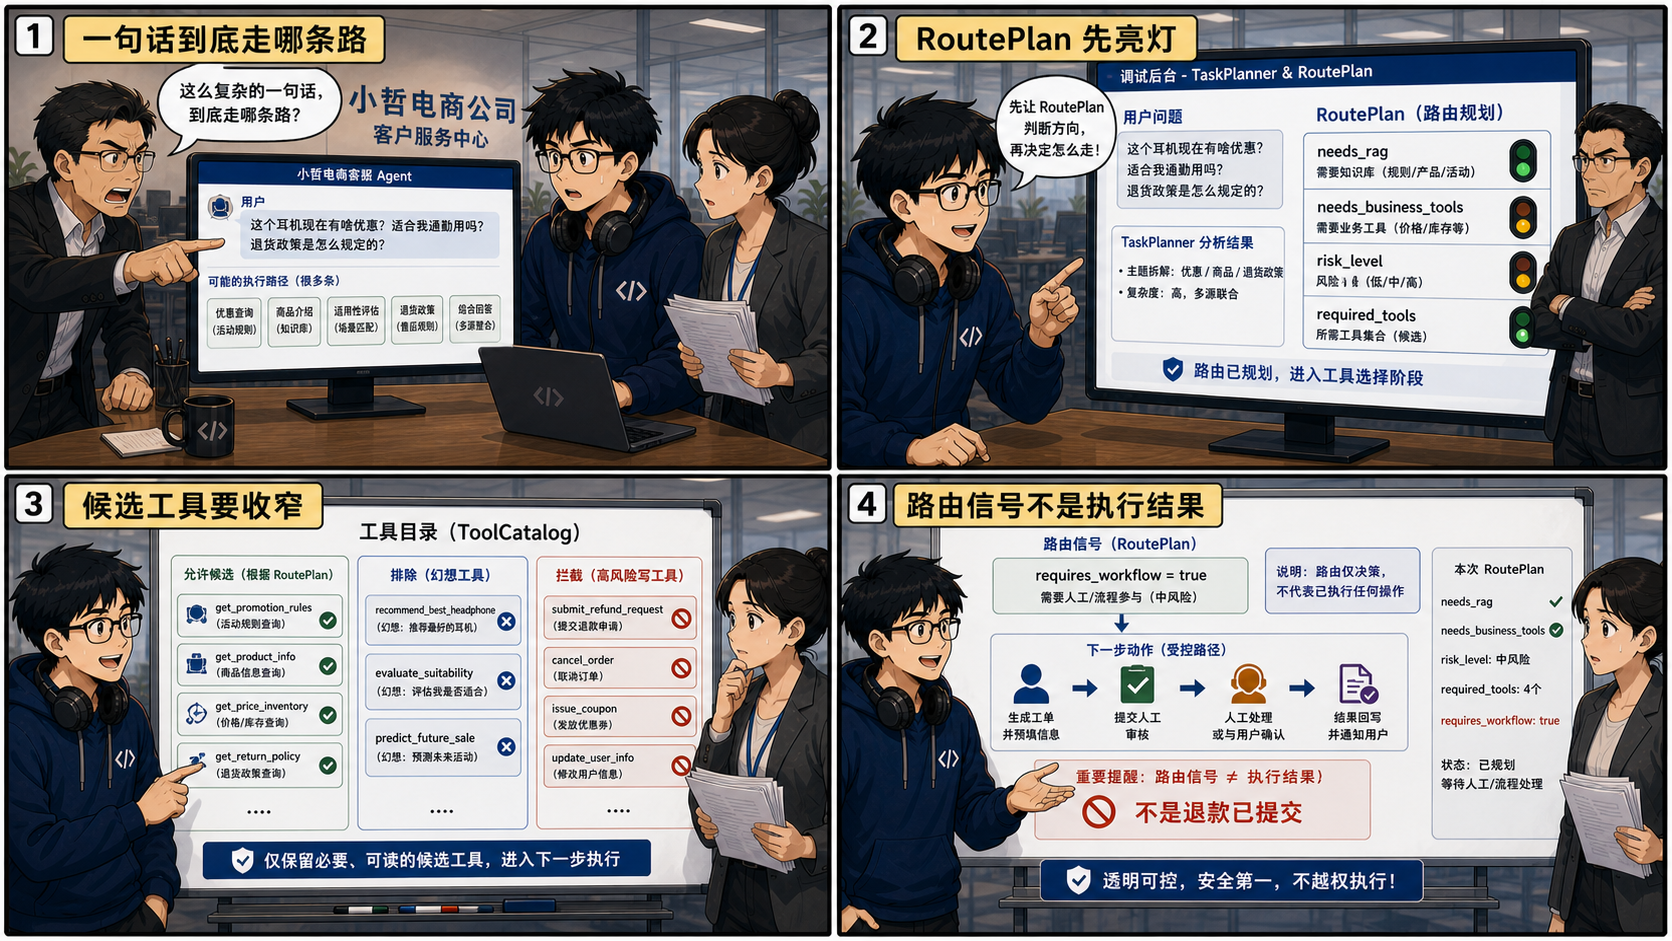 1
一句话到底走哪条路
这么复杂的一句话，
到底走哪条路？
小哲电商公司
客户服务中心
小哲电商客服 Agent
用户
这个耳机现在有啥优惠？适合我通勤用吗？
退货政策是怎么规定的？
可能的执行路径（很多条）
优惠查询
（活动规则）
商品介绍
（知识库）
适用性评估
（场景匹配）
退货政策
组合回答
（多源整合）
</>
</>
</>
2
RoutePlan 先亮灯
先让 RoutePlan
判断方向，
再决定怎么走！
</>
调试后台 - TaskPlanner & RoutePlan
用户问题
这个耳机现在有啥优惠？
适合我通勤用吗？
退货政策是怎么规定的？
TaskPlanner 分析结果
• 主题拆解：优惠 / 商品 / 退货政策
• 复杂度：高，多源联合
RoutePlan（路由规划）
needs_rag
需要知识库（规则/产品/活动）
needs_business_tools
需要业务工具（价格/库存等）
risk_level
风险（低/中/高）
required_tools
所需工具集合（候选）
路由已规划，进入工具选择阶段
3
候选工具要收窄
工具目录（ToolCatalog）
允许候选（根据 RoutePlan）
get_promotion_rules
（活动规则查询）
get_product_info
（商品信息查询）
get_price_inventory
（价格/库存查询）
get_return_policy
（退货政策查询）
....
排除（幻想工具）
recommend_best_headphone
（幻想：推荐最好的耳机）
evaluate_suitability
（幻想：评估我是否适合）
predict_future_sale
（幻想：预测未来活动）
....
拦截（高风险写工具）
submit_refund_request
（提交退款申请）
cancel_order
（取消订单）
issue_coupon
（发放优惠券）
update_user_info
（修改用户信息）
....
</>
仅保留必要、可读的候选工具，进入下一步执行
4
路由信号不是执行结果
路由信号（RoutePlan）
requires_workflow = true
需要人工/流程参与（中风险）
说明：路由仅决策，
不代表已执行任何操作
下一步动作（受控路径）
生成工单
并预填信息
提交人工
审核
人工处理
或与用户确认
结果回写
并通知用户
重要提醒：路由信号 ≠ 执行结果）
不是退款已提交
本次 RoutePlan
needs_rag
needs_business_tools
risk_level: 中风险
required_tools: 4个
requires_workflow: true
状态：已规划
等待人工/流程处理
</>
透明可控，安全第一，不越权执行！